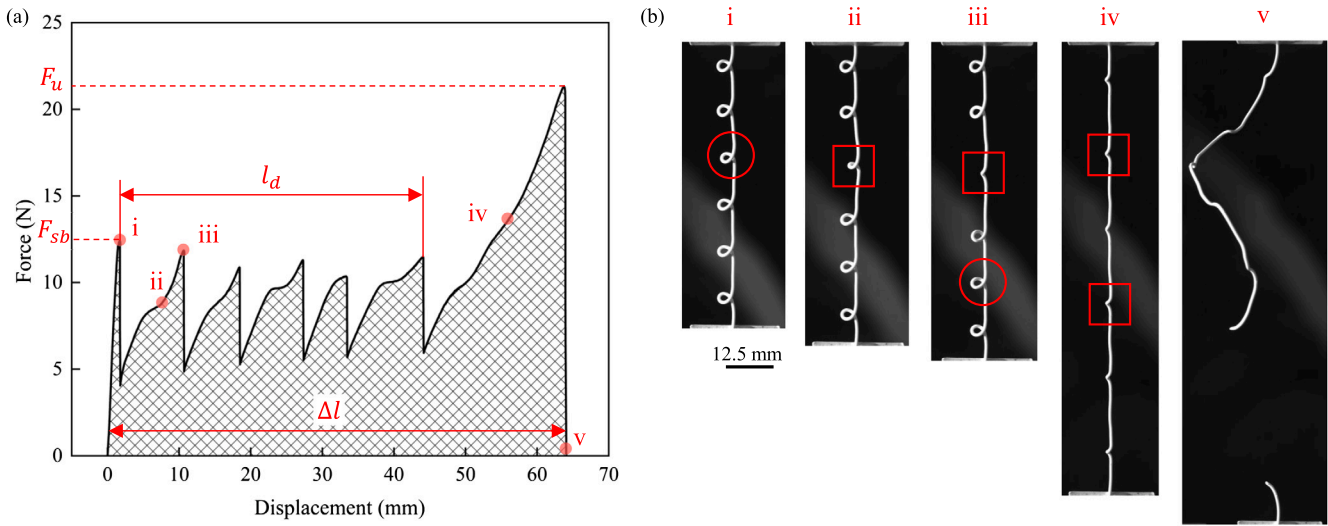 (a)
25
20
15
10
5
0
Force (N)
F_u
F_sb
l_d
i
ii
iii
iv
v
Δl
0 10 20 30 40 50 60 70
Displacement (mm)
(b)
i ii iii iv v
12.5 mm